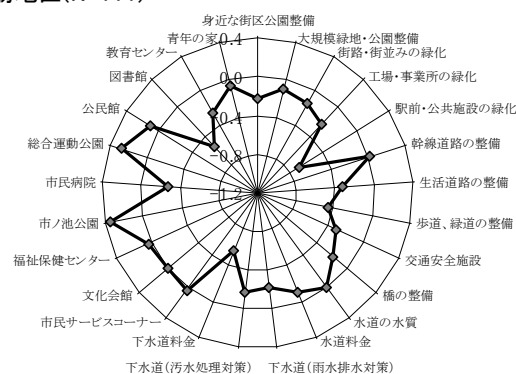 身近な街区公園整備
青年の家
大規模緑地・公園整備
教育センター
街路・街並みの緑化
図書館
工場・事業所の緑化
公民館
駅前・公共施設の緑化
総合運動公園
幹線道路の整備
市民病院
生活道路の整備
市ノ池公園
歩道、緑道の整備
福祉保健センター
交通安全施設
文化会館
橋の整備
市民サービスコーナー
水道の水質
下水道料金
水道料金
下水道(汚水処理対策)
下水道(雨水排水対策)
0.4
0.0
-0.4
-0.8
-1.2